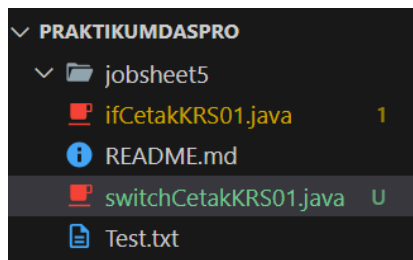 PRAKTIKUMDASPRO
jobsheet5
ifCetakKRS01.java 1
README.md
switchCetakKRS01.java U
Test.txt